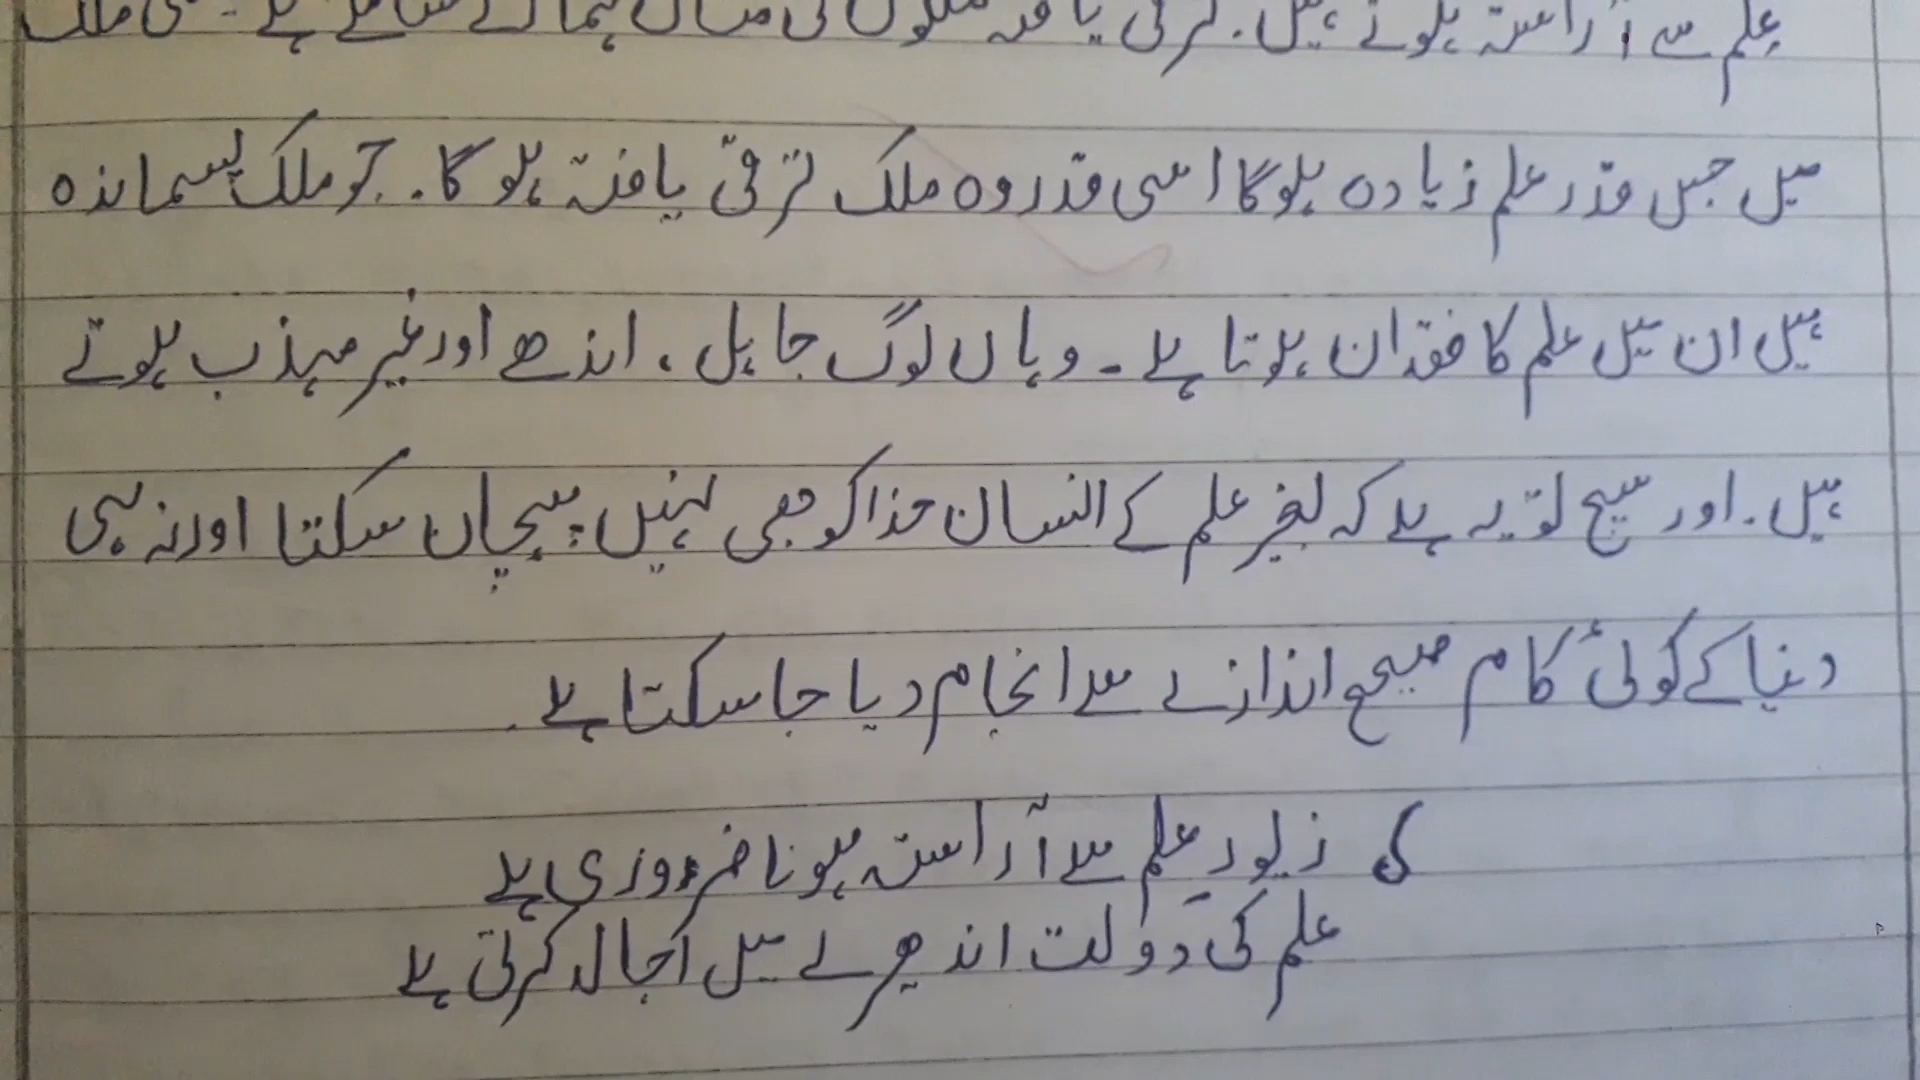 علم سے آراستہ ہوتے ہیں۔ ترقی یافتہ ملکوں کی مثال ہمارے سامنے ہے۔ ملک
میں جس قدر علم زیادہ ہوگا اسی قدر وہ ملک ترقی یافتہ ہوگا۔ جو ملک پسماندہ
ہیں ان میں علم کا فقدان ہوتا ہے۔ وہاں لوگ جاہل، اندھے اور غیر مہذب ہوتے
ہیں۔ اور سچ تو یہ ہے کہ بغیر علم کے انسان خدا کو بھی نہیں پہچان سکتا اور نہ ہی
دنیا کے کوئی کام صحیح اندازے سے انجام دیا جا سکتا ہے۔
زیورِ علم سے آراستہ ہونا ضروری ہے
علم کی دولت اندھیرے میں اُجالہ کرتی ہے